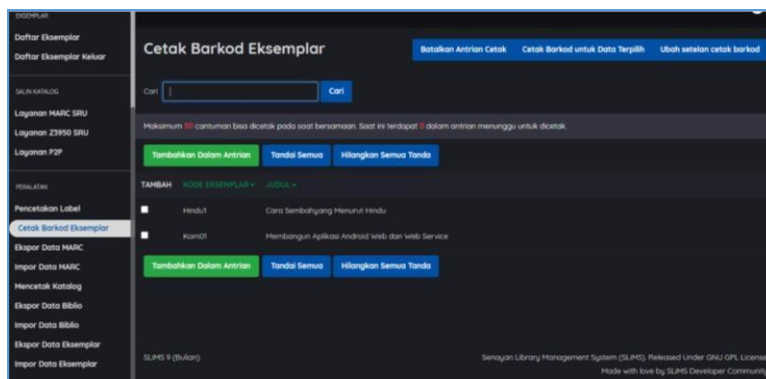 EKSEMPLAR
Daftar Eksemplar
Daftar Eksemplar Keluar
SALIN KATALOG
Layanan MARC SRU
Layanan Z3950 SRU
Layanan P2P
PERALATAN
Pencetakan Label
Cetak Barkod Eksemplar
Ekspor Data MARC
Impor Data MARC
Mencetak Katalog
Ekspor Data Biblio
Impor Data Biblio
Ekspor Data Eksemplar
Impor Data Eksemplar
Cetak Barkod Eksemplar
Batalkan Antrian Cetak Cetak Barkod untuk Data Terpilih Ubah setelan cetak barkod
Cari Cari
Maksimum 50 cantuman bisa dicetak pada saat bersamaan. Saat ini terdapat 0 dalam antrian menunggu untuk dicetak.
Tambahkan Dalam Antrian Tandai Semua Hilangkan Semua Tanda
TAMBAH KODE EKSEMPLAR JUDUL
Hindu1 Cara Sembahyang Menurut Hindu
Kom01 Membangun Aplikasi Android Web dan Web Service
Tambahkan Dalam Antrian Tandai Semua Hilangkan Semua Tanda
SLiMS 9 (Bulian)
Senayan Library Management System (SLiMS). Released Under GNU GPL License
Made with love by SLiMS Developer Community